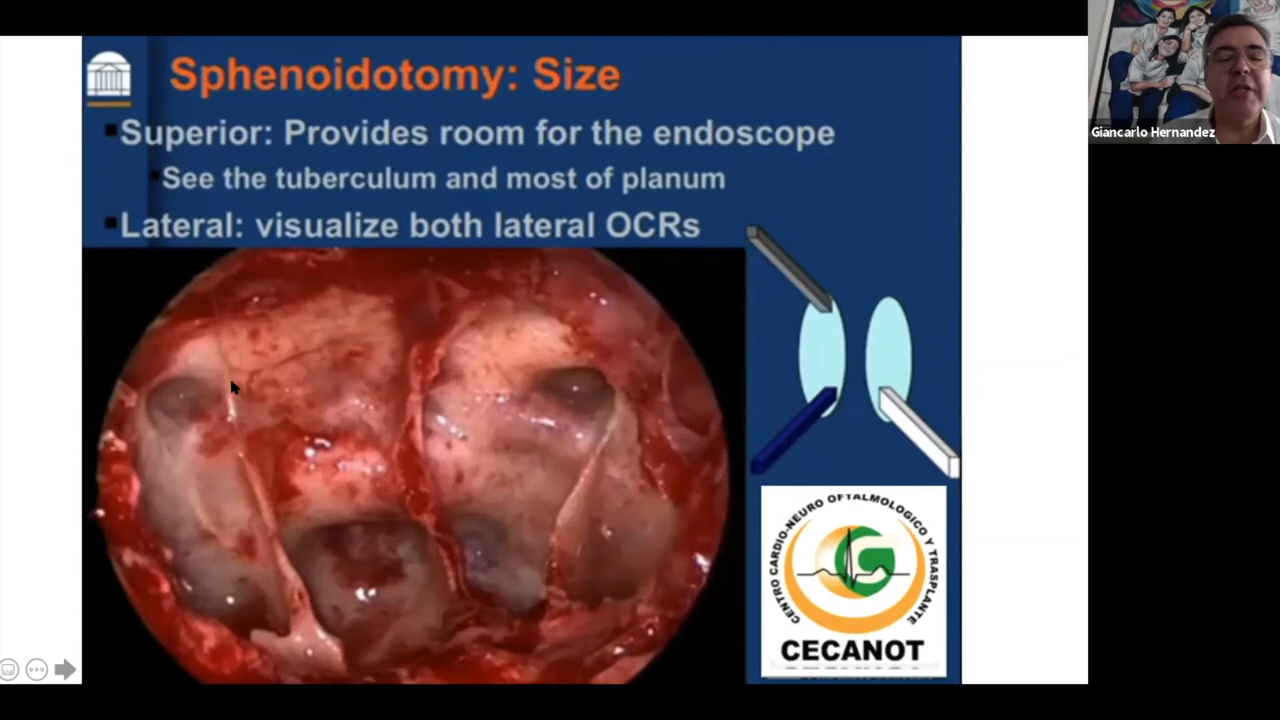 Sphenoidotomy: Size
Superior: Provides room for the endoscope
See the tuberculum and most of planum
Lateral: visualize both lateral OCRs
CENTRO CARDIO-NEURO OFTALMOLOGICO Y TRASPLANTE
CECANOT
Giancarlo Hernandez